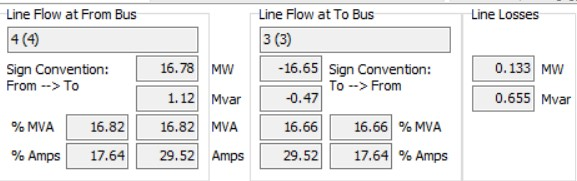 Line Flow at From Bus
4 (4)
Sign Convention:
From --> To
16.78 MW
1.12 Mvar
% MVA 16.82 16.82 MVA
% Amps 17.64 29.52 Amps
Line Flow at To Bus
3 (3)
-16.65 Sign Convention:
To --> From
-0.47
16.66 16.66 % MVA
29.52 17.64 % Amps
Line Losses
0.133 MW
0.655 Mvar